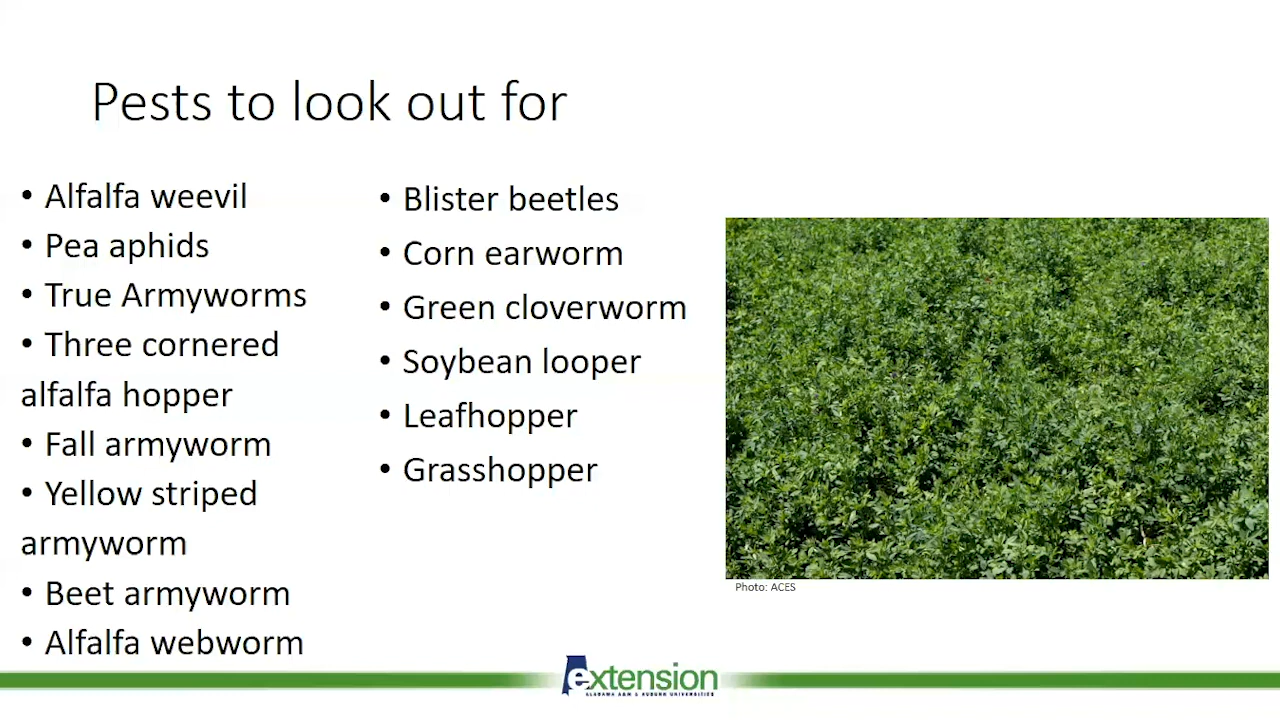 Pests to look out for
• Alfalfa weevil
• Pea aphids
• True Armyworms
• Three cornered
alfalfa hopper
• Fall armyworm
• Yellow striped
armyworm
• Beet armyworm
• Alfalfa webworm
• Blister beetles
• Corn earworm
• Green cloverworm
• Soybean looper
• Leafhopper
• Grasshopper
Photo: ACES
extension
ALABAMA A&M & AUBURN UNIVERSITIES